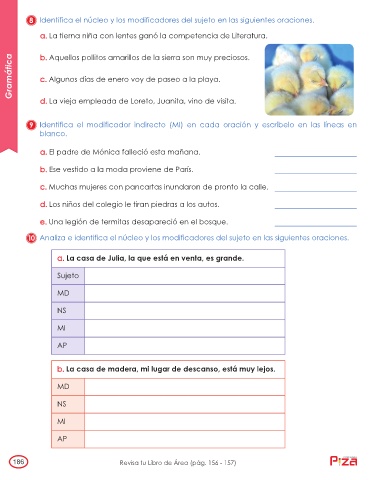 Gramática
8 Identifica el núcleo y los modificadores del sujeto en las siguientes oraciones.
a. La tierna niña con lentes ganó la competencia de Literatura.
b. Aquellos pollitos amarillos de la sierra son muy preciosos.
c. Algunos días de enero voy de paseo a la playa.
d. La vieja empleada de Loreto, Juanita, vino de visita.
9 Identifica el modificador indirecto (MI) en cada oración y escríbelo en las líneas en
blanco.
a. El padre de Mónica falleció esta mañana.
b. Ese vestido a la moda proviene de París.
c. Muchas mujeres con pancartas inundaron de pronto la calle.
d. Los niños del colegio le tiran piedras a los autos.
e. Una legión de termitas desapareció en el bosque.
10 Analiza e identifica el núcleo y los modificadores del sujeto en las siguientes oraciones.
a. La casa de Julia, la que está en venta, es grande.
Sujeto
MD
NS
MI
AP
b. La casa de madera, mi lugar de descanso, está muy lejos.
MD
NS
MI
AP
186
Revisa tu Libro de Área (pág. 156 - 157)